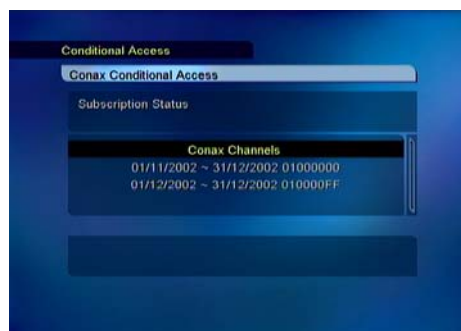 Conditional Access
Conax Conditional Access
Subscription Status
Conax Channels
01/11/2002 ~ 31/12/2002 01000000
01/12/2002 ~ 31/12/2002 010000FF